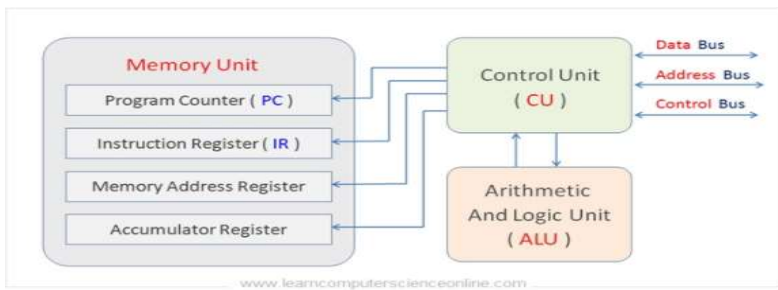 Memory Unit
Program Counter ( PC )
Instruction Register ( IR )
Memory Address Register
Accumulator Register
Control Unit
( CU )
Arithmetic
And Logic Unit
( ALU )
Data Bus
Address Bus
Control Bus
www.learncomputerscienceonline.com